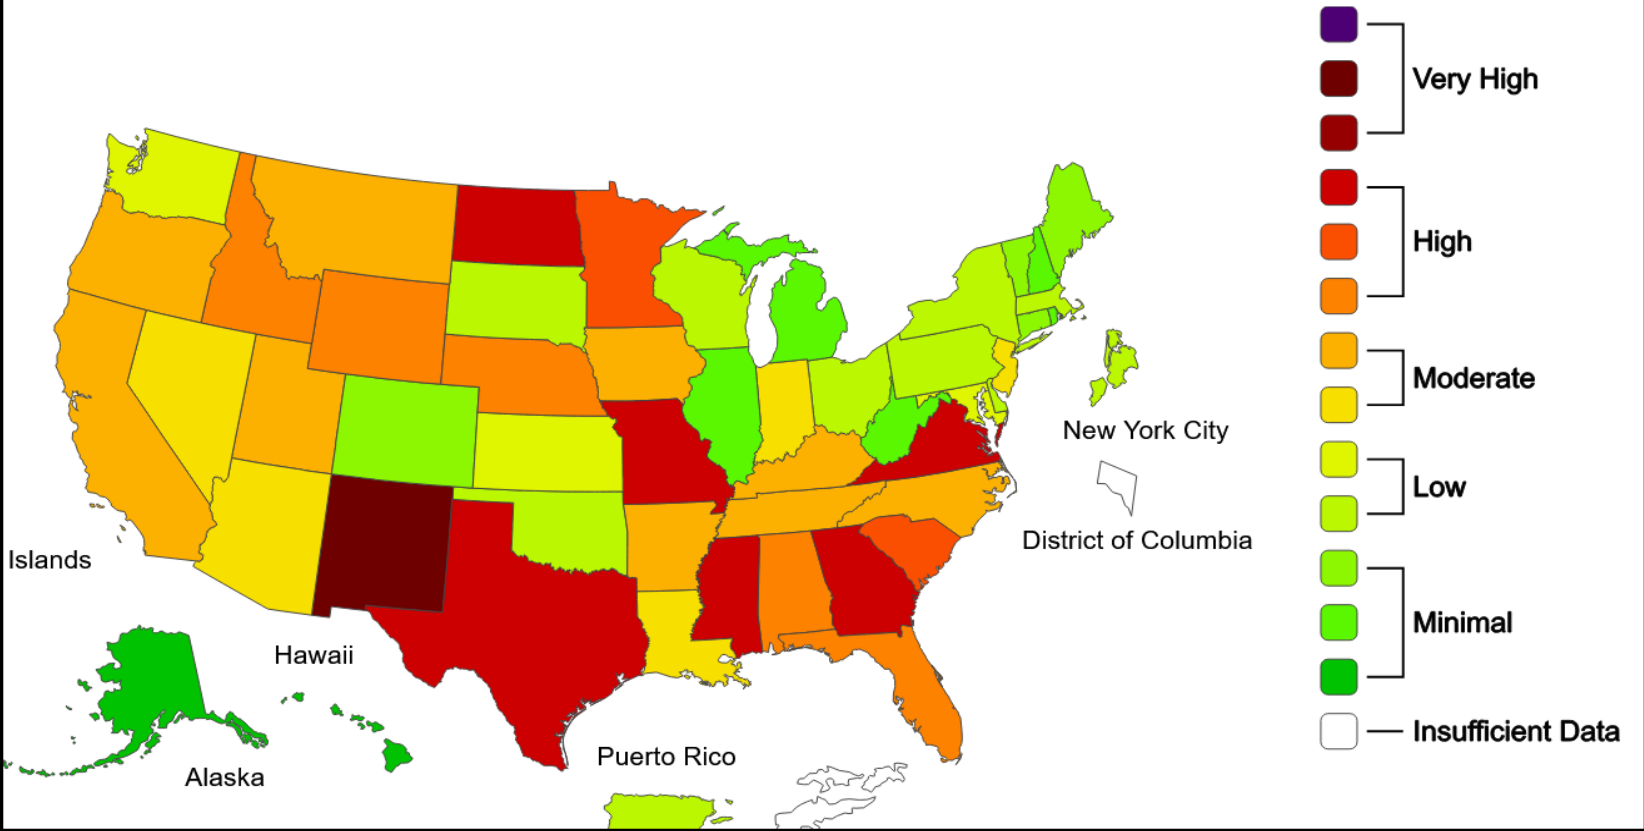 Very High
High
Moderate
Low
Minimal
Insufficient Data
New York City
District of Columbia
Islands
Hawaii
Alaska
Puerto Rico